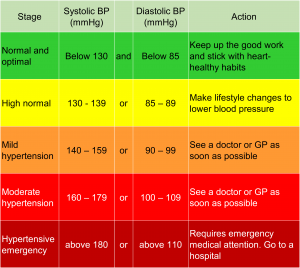 Stage Systolic BP (mmHg) Diastolic BP (mmHg) Action
Normal and optimal Below 130 and Below 85 Keep up the good work and stick with heart-healthy habits
High normal 130 - 139 or 85 – 89 Make lifestyle changes to lower blood pressure
Mild hypertension 140 – 159 or 90 – 99 See a doctor or GP as soon as possible
Moderate hypertension 160 – 179 or 100 – 109 See a doctor or GP as soon as possible
Hypertensive emergency above 180 or above 110 Requires emergency medical attention. Go to a hospital